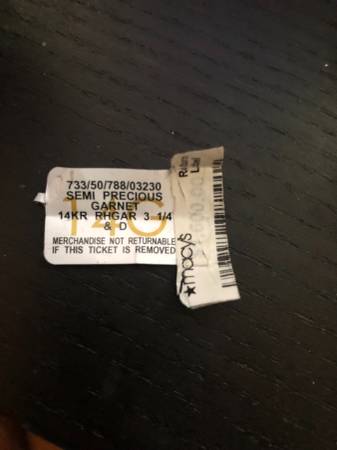 733/50/788/03230
SEMI PRECIOUS
GARNET
14KR RHGAR 3 1/4
& D
14G
MERCHANDISE NOT RETURNABLE
IF THIS TICKET IS REMOVED
★macy's